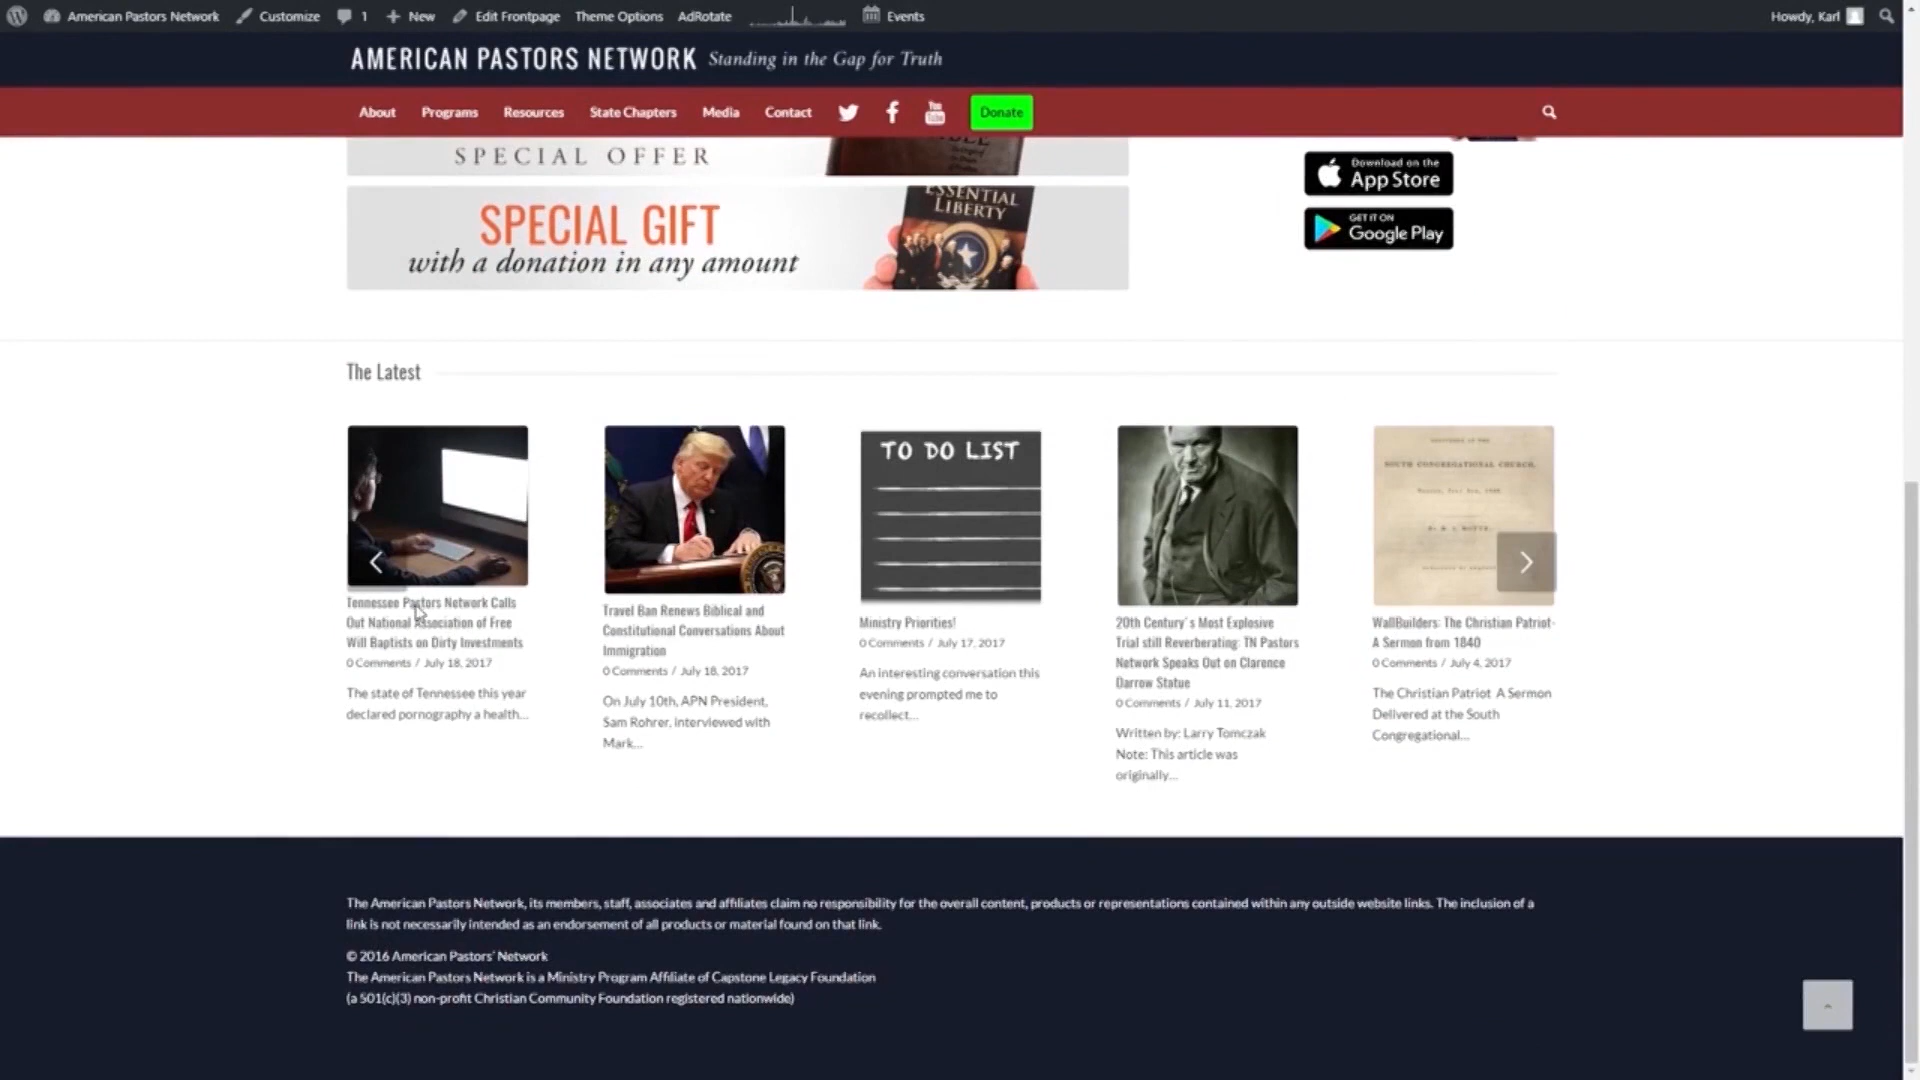 American Pastors Network Customize 1 New Edit Frontpage Theme Options AdRotate Events Howdy, Karl
AMERICAN PASTORS NETWORK Standing in the Gap for Truth
About Programs Resources State Chapters Media Contact You Tube Donate
SPECIAL OFFER
Download on the
App Store
GET IT ON
Google Play
SPECIAL GIFT
with a donation in any amount
ESSENTIAL
LIBERTY
The Latest
TO DO LIST
SOUTH CONGREGATIONAL CHURCH,
Tennessee Pastors Network Calls
Out National Association of Free
Will Baptists on Dirty Investments
0 Comments / July 18, 2017
The state of Tennessee this year
declared pornography a health...
Travel Ban Renews Biblical and
Constitutional Conversations About
Immigration
0 Comments / July 18, 2017
On July 10th, APN President,
Sam Rohrer, interviewed with
Mark...
Ministry Priorities!
0 Comments / July 17, 2017
An interesting conversation this
evening prompted me to
recollect...
20th Century's Most Explosive
Trial still Reverberating: TN Pastors
Network Speaks Out on Clarence
Darrow Statue
0 Comments / July 11, 2017
Written by: Larry Tomczak
Note: This article was
originally...
WallBuilders: The Christian Patriot-
A Sermon from 1840
0 Comments / July 4, 2017
The Christian Patriot A Sermon
Delivered at the South
Congregational...
The American Pastors Network, its members, staff, associates and affiliates claim no responsibility for the overall content, products or representations contained within any outside website links. The inclusion of a
link is not necessarily intended as an endorsement of all products or material found on that link.
© 2016 American Pastors' Network
The American Pastors Network is a Ministry Program Affiliate of Capstone Legacy Foundation
(a 501(c)(3) non-profit Christian Community Foundation registered nationwide)